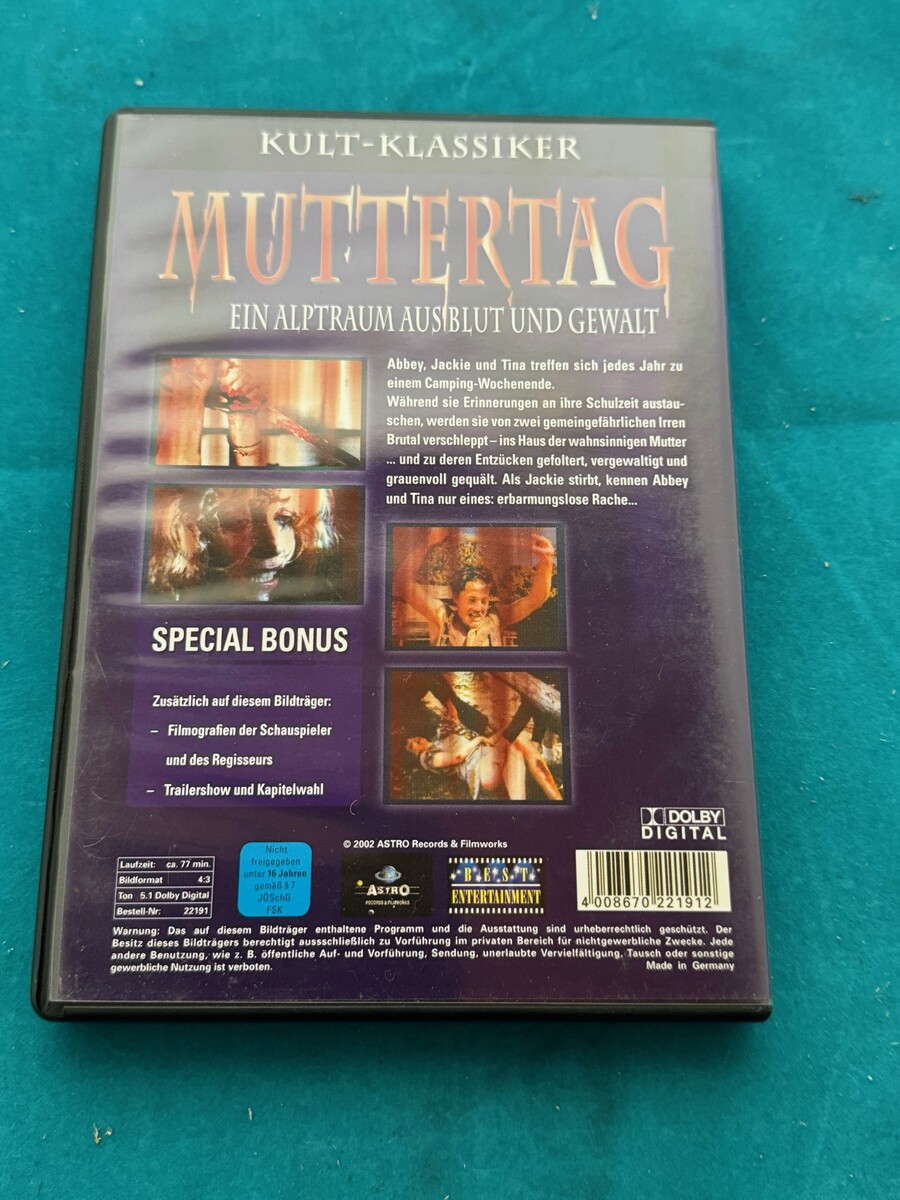 KULT-KLASSIKER
MUTTERTAG
EIN ALPTRAUM AUS BLUT UND GEWALT
Abbey, Jackie und Tina treffen sich jedes Jahr zu
einem Camping-Wochenende.
Während sie Erinnerungen an ihre Schulzeit austau-
schen, werden sie von zwei gemeingefährlichen Irren
Brutal verschleppt – ins Haus der wahnsinnigen Mutter
... und zu deren Entzücken gefoltert, vergewaltigt und
grauenvoll gequält. Als Jackie stirbt, kennen Abbey
und Tina nur eines: erbarmungslose Rache...
SPECIAL BONUS
Zusätzlich auf diesem Bildträger:
– Filmografien der Schauspieler
und des Regisseurs
– Trailershow und Kapitelwahl
DOLBY
DIGITAL
© 2002 ASTRO Records & Filmworks
Laufzeit: ca. 77 min.
Bildformat 4:3
Ton 5.1 Dolby Digital
Bestell-Nr: 22191
Nicht
freigegeben
unter 16 Jahren
gemäß § 7
JÖSchG
FSK
ASTRO
RECORDS & FILMWORKS
BEST
ENTERTAINMENT
4 008670 221912
Warnung: Das auf diesem Bildträger enthaltene Programm und die Ausstattung sind urheberrechtlich geschützt. Der
Besitz dieses Bildträgers berechtigt aussschließlich zu Vorführung im privaten Bereich für nichtgewerbliche Zwecke. Jede
andere Benutzung, wie z. B. öffentliche Auf- und Vorführung, Sendung, unerlaubte Vervielfältigung, Tausch oder sonstige
gewerbliche Nutzung ist verboten.
Made in Germany